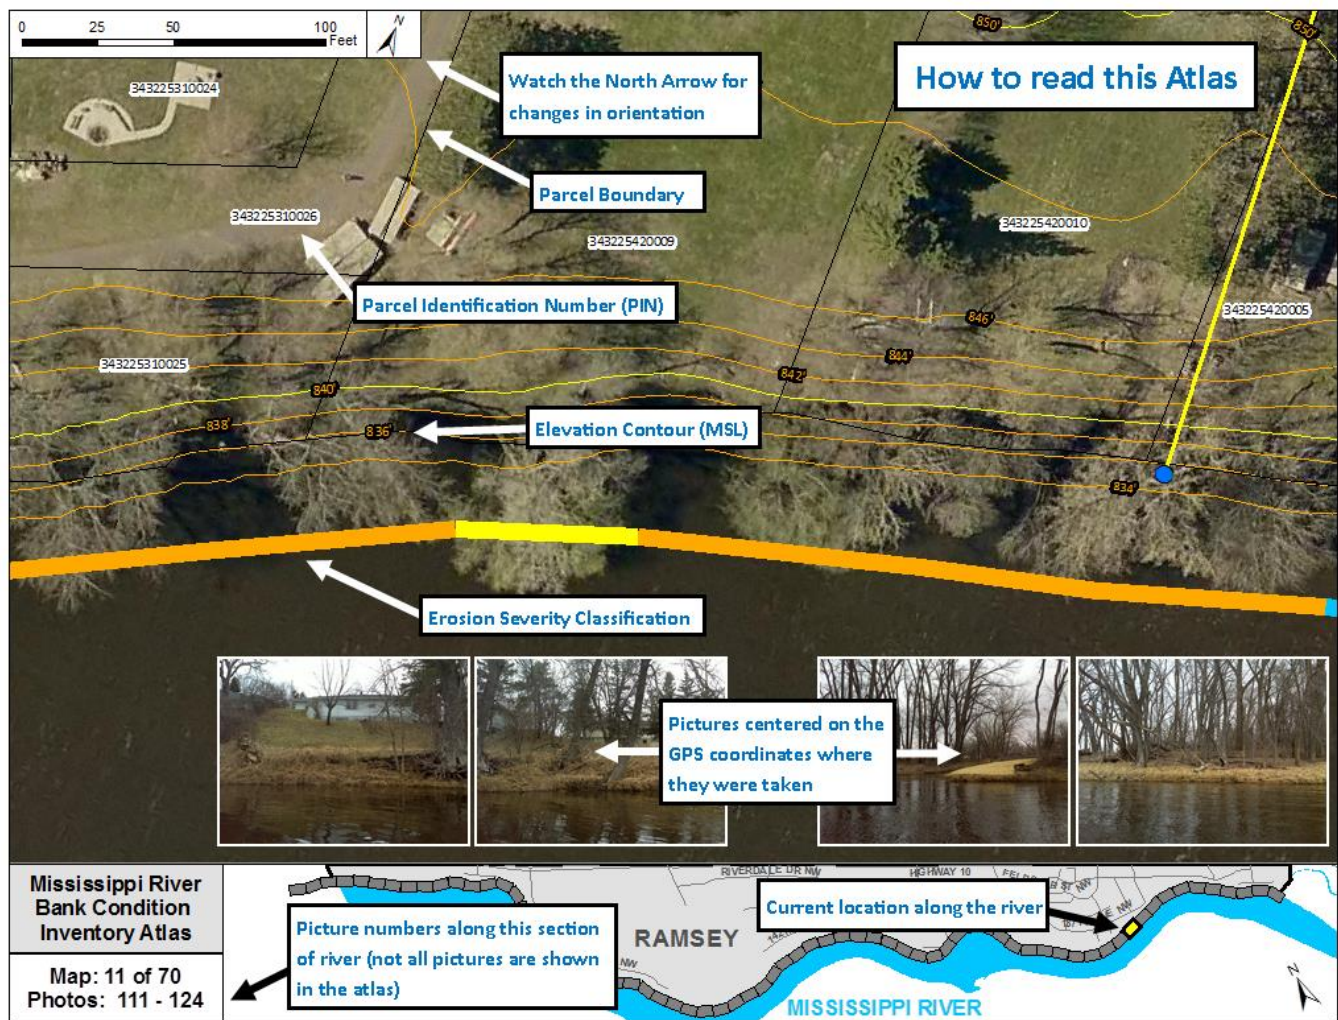 0 25 50 100
Feet
N
850'
850'
How to read this Atlas
Watch the North Arrow for
changes in orientation
343225310024
Parcel Boundary
343225310026
343225420009
343225420010
Parcel Identification Number (PIN)
343225420005
846'
844'
343225310025
842'
840'
838'
836'
Elevation Contour (MSL)
834'
Erosion Severity Classification
Pictures centered on the
GPS coordinates where
they were taken
Mississippi River
Bank Condition
Inventory Atlas
Map: 11 of 70
Photos: 111 - 124
Picture numbers along this section
of river (not all pictures are shown
in the atlas)
RIVERDALE DR NW
HIGHWAY 10
ST NW
Current location along the river
NW
RAMSEY
NW
MISSISSIPPI RIVER
N